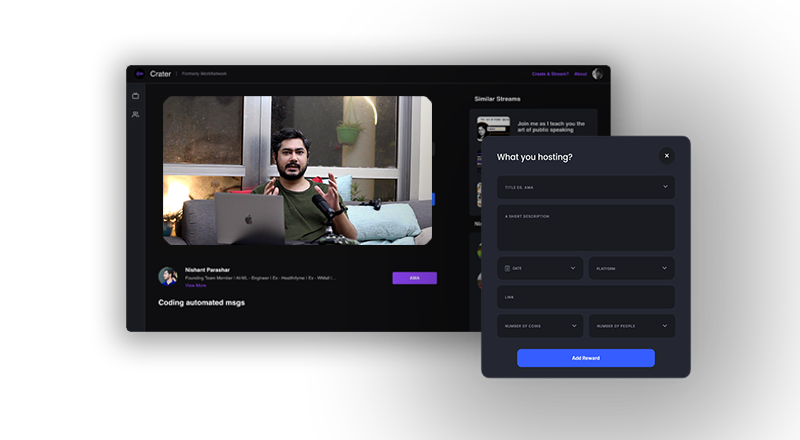 Crater
Formerly WorkNetwork
Create A Stream?
About
Similar Streams
Join me as I teach you the
art of public speaking
Nishant Parashar
Founding Team Member | AI/ML - Engineer | Ex - Healthifyme | Ex - Whilter | ...
View More
AMA
Coding automated msgs
What you hosting?
TITLE EG. AMA
A SHORT DESCRIPTION
DATE
PLATFORM
LINK
NUMBER OF COINS
NUMBER OF PEOPLE
Add Reward